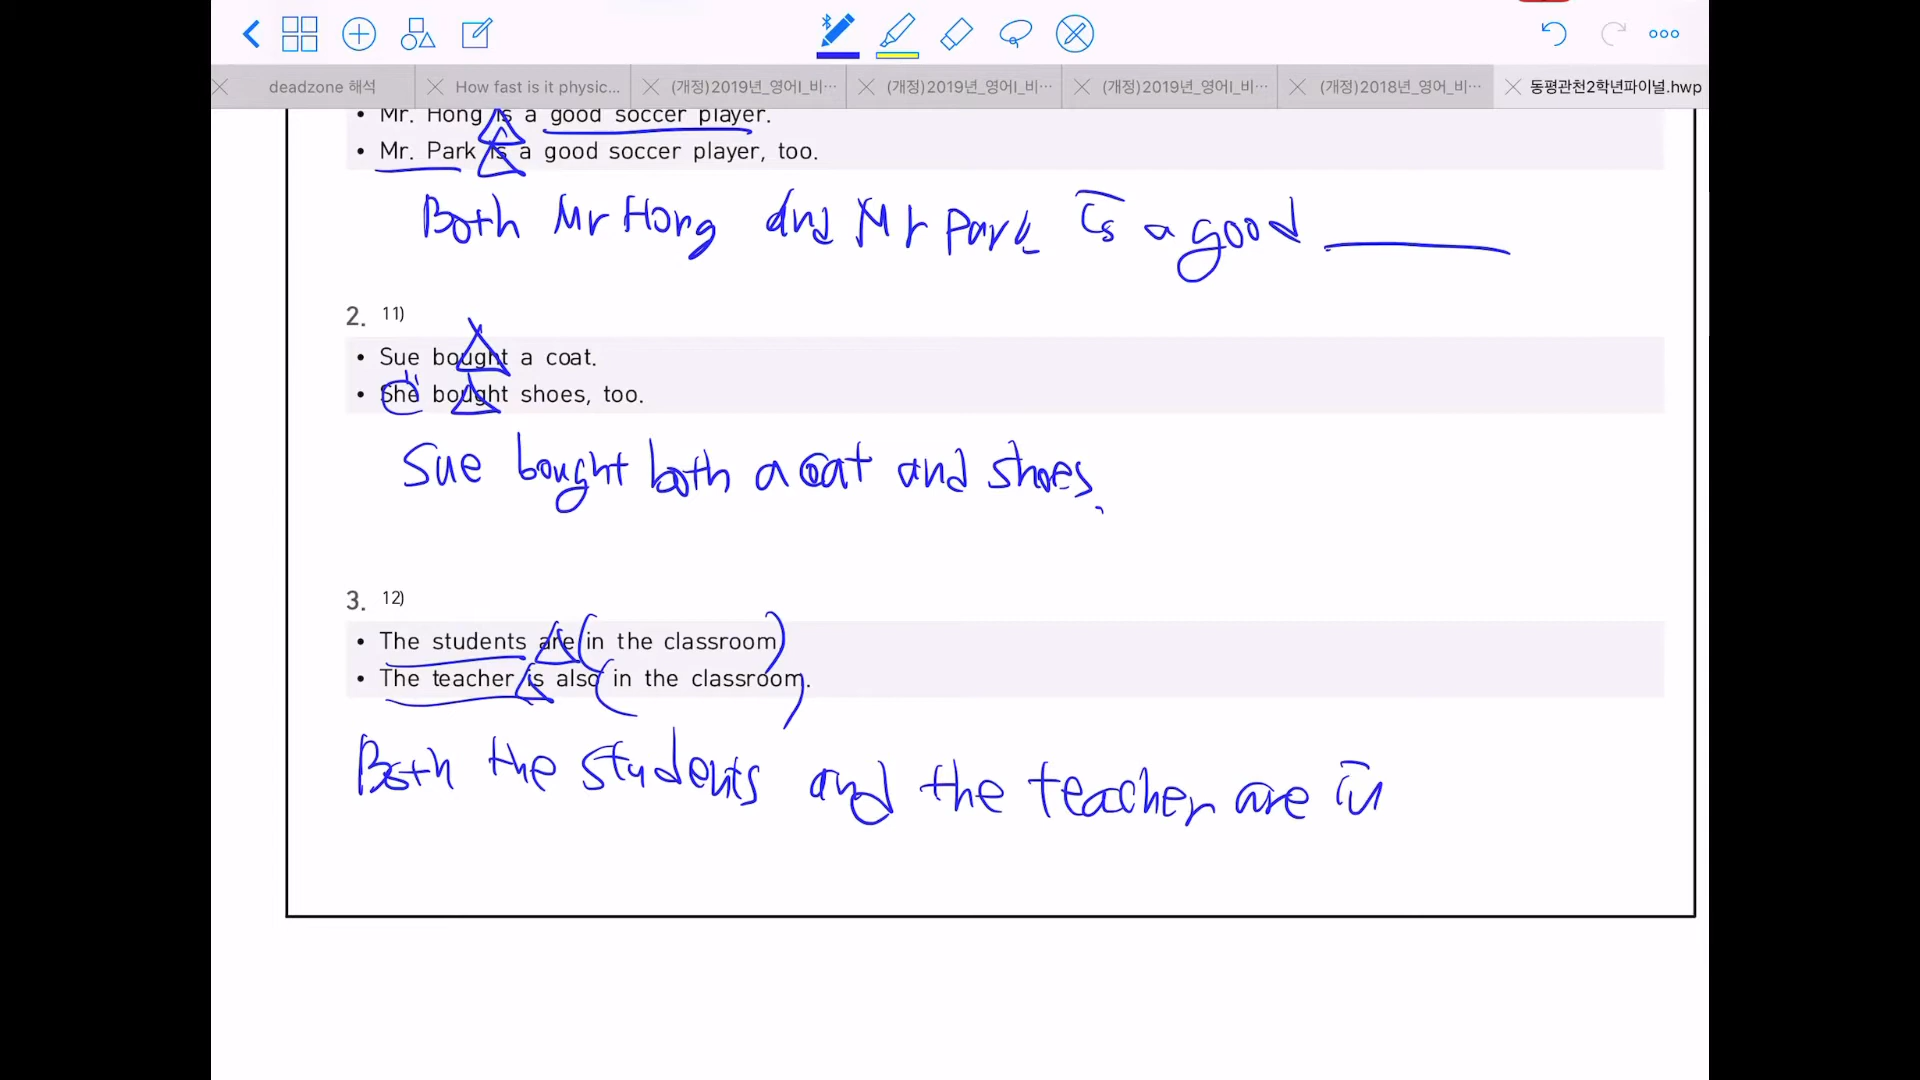 deadzone 해석
How fast is it physic...
(개정)2019년_영어I_비...
(개정)2019년_영어I_비...
(개정)2019년_영어I_비...
(개정)2018년_영어_비...
동평관천2학년파이널.hwp
• Mr. Hong is a good soccer player.
• Mr. Park is a good soccer player, too.
Both Mr Hong and Mr Park is a good
2. 11)
• Sue bought a coat.
• She bought shoes, too.
Sue bought both a coat and shoes.
3. 12)
• The students are in the classroom
• The teacher is also in the classroom.
Both the students and the teacher are in